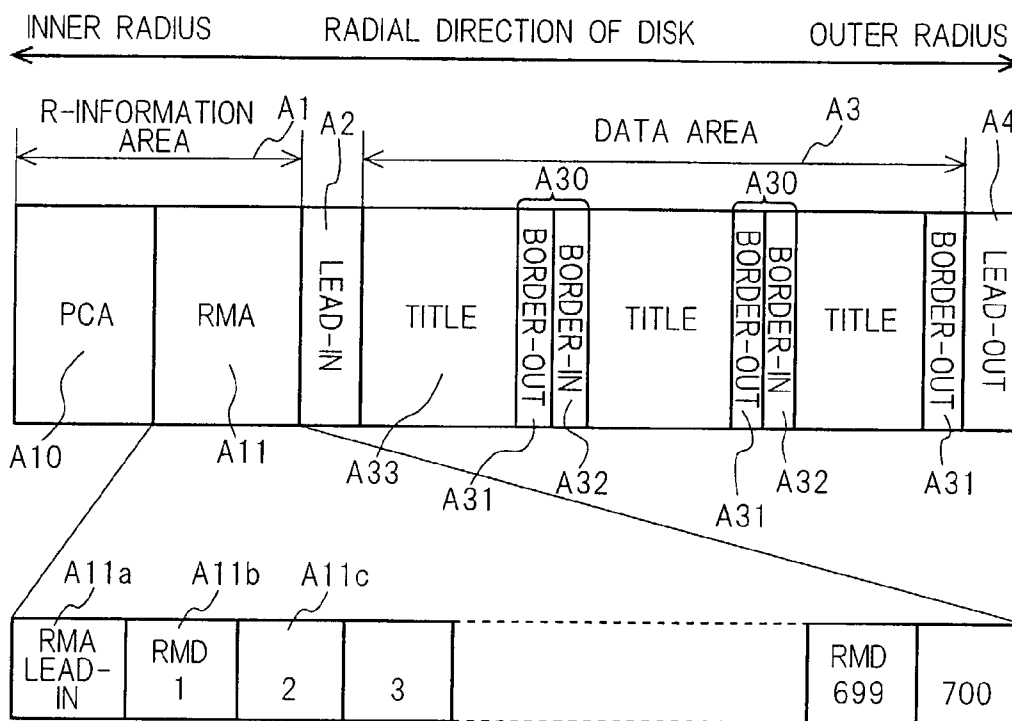 INNER RADIUS RADIAL DIRECTION OF DISK OUTER RADIUS
R-INFORMATION AREA A1 A2 DATA AREA A3 A4
A30 A30
PCA RMA LEAD-IN TITLE BORDER-OUT BORDER-IN TITLE BORDER-OUT BORDER-IN TITLE BORDER-OUT LEAD-OUT
A10 A11 A33 A31 A32 A31 A32 A31
A11a A11b A11c
RMA LEAD-IN RMD 1 2 3 RMD 699 700